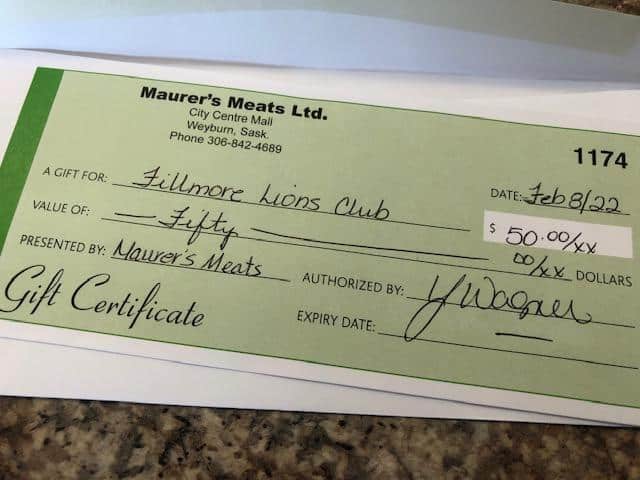 Maurer's Meats Ltd.
City Centre Mall
Weyburn, Sask.
Phone 306-842-4689
1174
A GIFT FOR: Fillmore Lions Club
DATE: Feb 8/22
VALUE OF: — Fifty —
$ 50.00/xx
00/xx DOLLARS
PRESENTED BY: Maurer's Meats
AUTHORIZED BY: Y Wagner
Gift Certificate
EXPIRY DATE: —